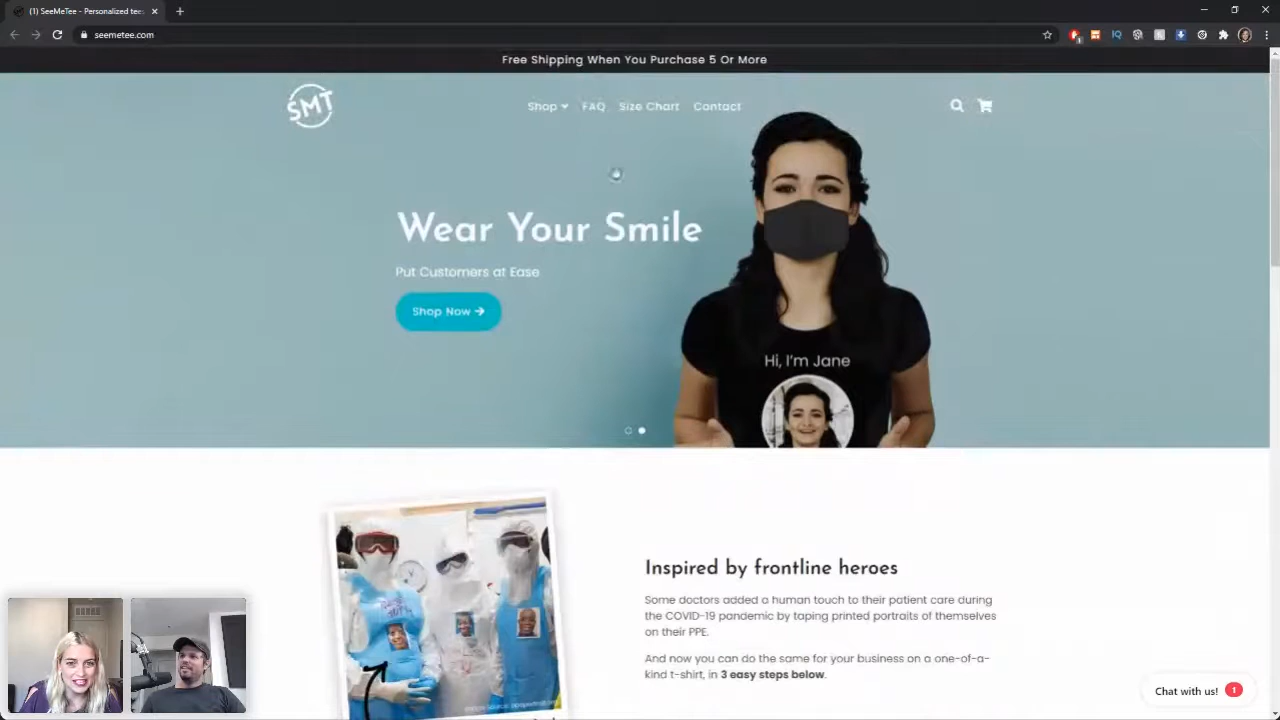 (1) SeeMeTee - Personalized tee
seemetee.com
Free Shipping When You Purchase 5 Or More
SMT
Shop
FAQ
Size Chart
Contact
Wear Your Smile
Put Customers at Ease
Shop Now
Hi, I'm Jane
Inspired by frontline heroes
Some doctors added a human touch to their patient care during
the COVID-19 pandemic by taping printed portraits of themselves
on their PPE.
And now you can do the same for your business on a one-of-a-
kind t-shirt, in 3 easy steps below.
Chat with us! 1